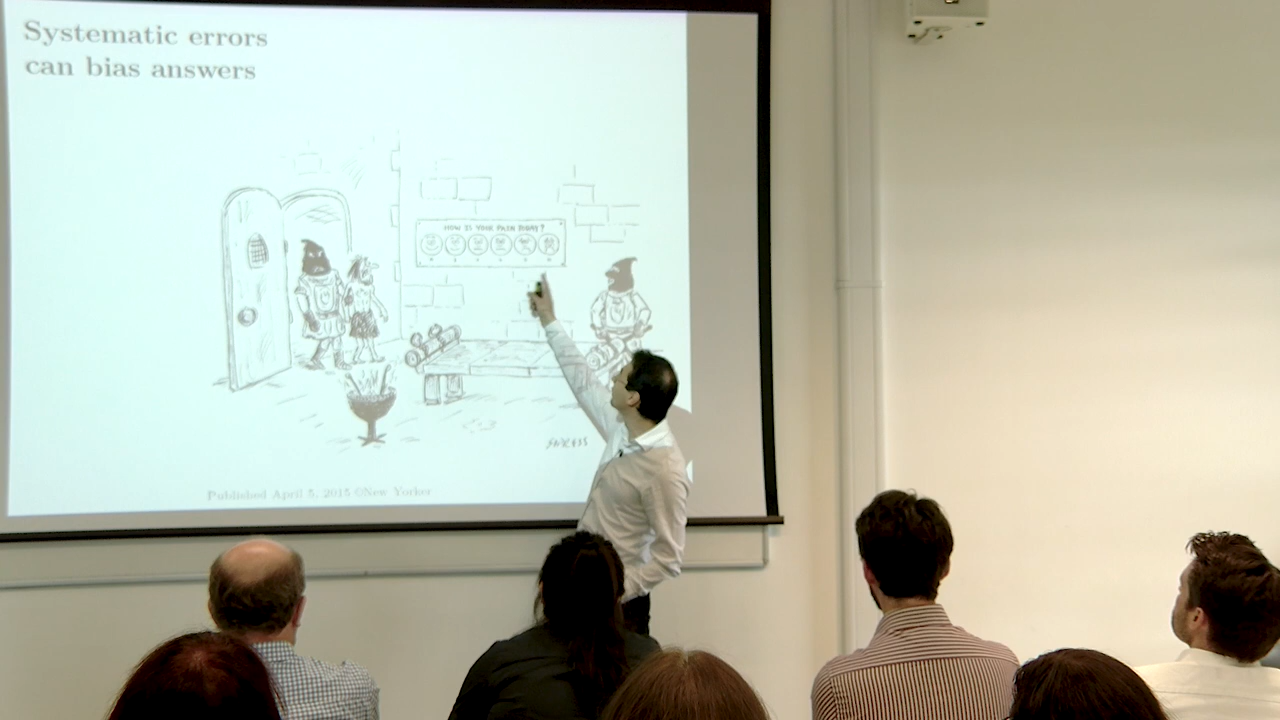 Systematic errors
can bias answers
HOW IS YOUR PAIN TODAY?
Published April 5, 2015 ©New Yorker